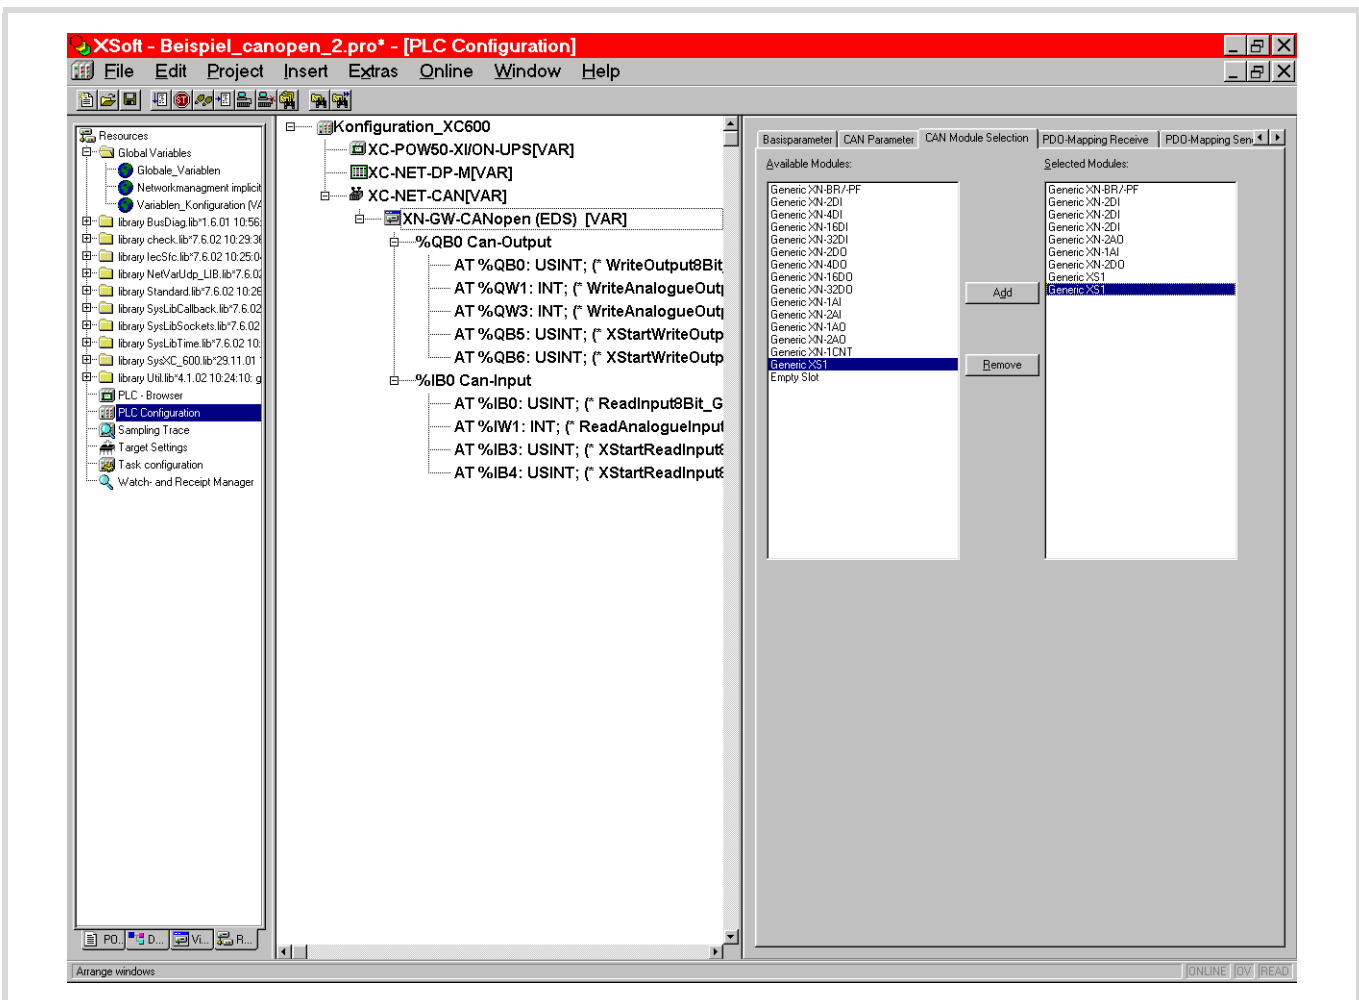 XSoft - Beispiel_canopen_2.pro* - [PLC Configuration]
File Edit Project Insert Extras Online Window Help
Resources
Global Variables
Globale_Variablen
Networkmanagment implicit
Variablen_Konfiguration (VA
library BusDiag.lib*1.6.01 10:56:
library check.lib*7.6.02 10:29:36
library IecSfc.lib*7.6.02 10:25:04
library NetVarUdp_LIB.lib*7.6.02
library Standard.lib*7.6.02 10:26
library SysLibCallback.lib*7.6.02
library SysLibSockets.lib*7.6.02
library SysLibTime.lib*7.6.02 10:
library SysXC_600.lib*29.11.01
library Util.lib*4.1.02 10:24:10: g
PLC - Browser
PLC Configuration
Sampling Trace
Target Settings
Task configuration
Watch- and Receipt Manager
PO.. D... Vi... R...
Konfiguration_XC600
XC-POW50-XI/ON-UPS[VAR]
XC-NET-DP-M[VAR]
XC-NET-CAN[VAR]
XN-GW-CANopen (EDS) [VAR]
%QB0 Can-Output
AT %QB0: USINT; (* WriteOutput8Bit_
AT %QW1: INT; (* WriteAnalogueOut
AT %QW3: INT; (* WriteAnalogueOut
AT %QB5: USINT; (* XStartWriteOutp
AT %QB6: USINT; (* XStartWriteOutp
%IB0 Can-Input
AT %IB0: USINT; (* ReadInput8Bit_G
AT %IW1: INT; (* ReadAnalogueInput
AT %IB3: USINT; (* XStartReadInput8
AT %IB4: USINT; (* XStartReadInput8
Basisparameter CAN Parameter CAN Module Selection PDO-Mapping Receive PDO-Mapping Sen
Available Modules:
Generic XN-BR/-PF
Generic XN-2DI
Generic XN-4DI
Generic XN-16DI
Generic XN-32DI
Generic XN-2DO
Generic XN-4DO
Generic XN-16DO
Generic XN-32DO
Generic XN-1AI
Generic XN-2AI
Generic XN-1AO
Generic XN-2AO
Generic XN-1CNT
Generic XS1
Empty Slot
Add
Remove
Selected Modules:
Generic XN-BR/-PF
Generic XN-2DI
Generic XN-2DI
Generic XN-2DI
Generic XN-2AO
Generic XN-1AI
Generic XN-2DO
Generic XS1
Generic XS1
Arrange windows
ONLINE OV READ